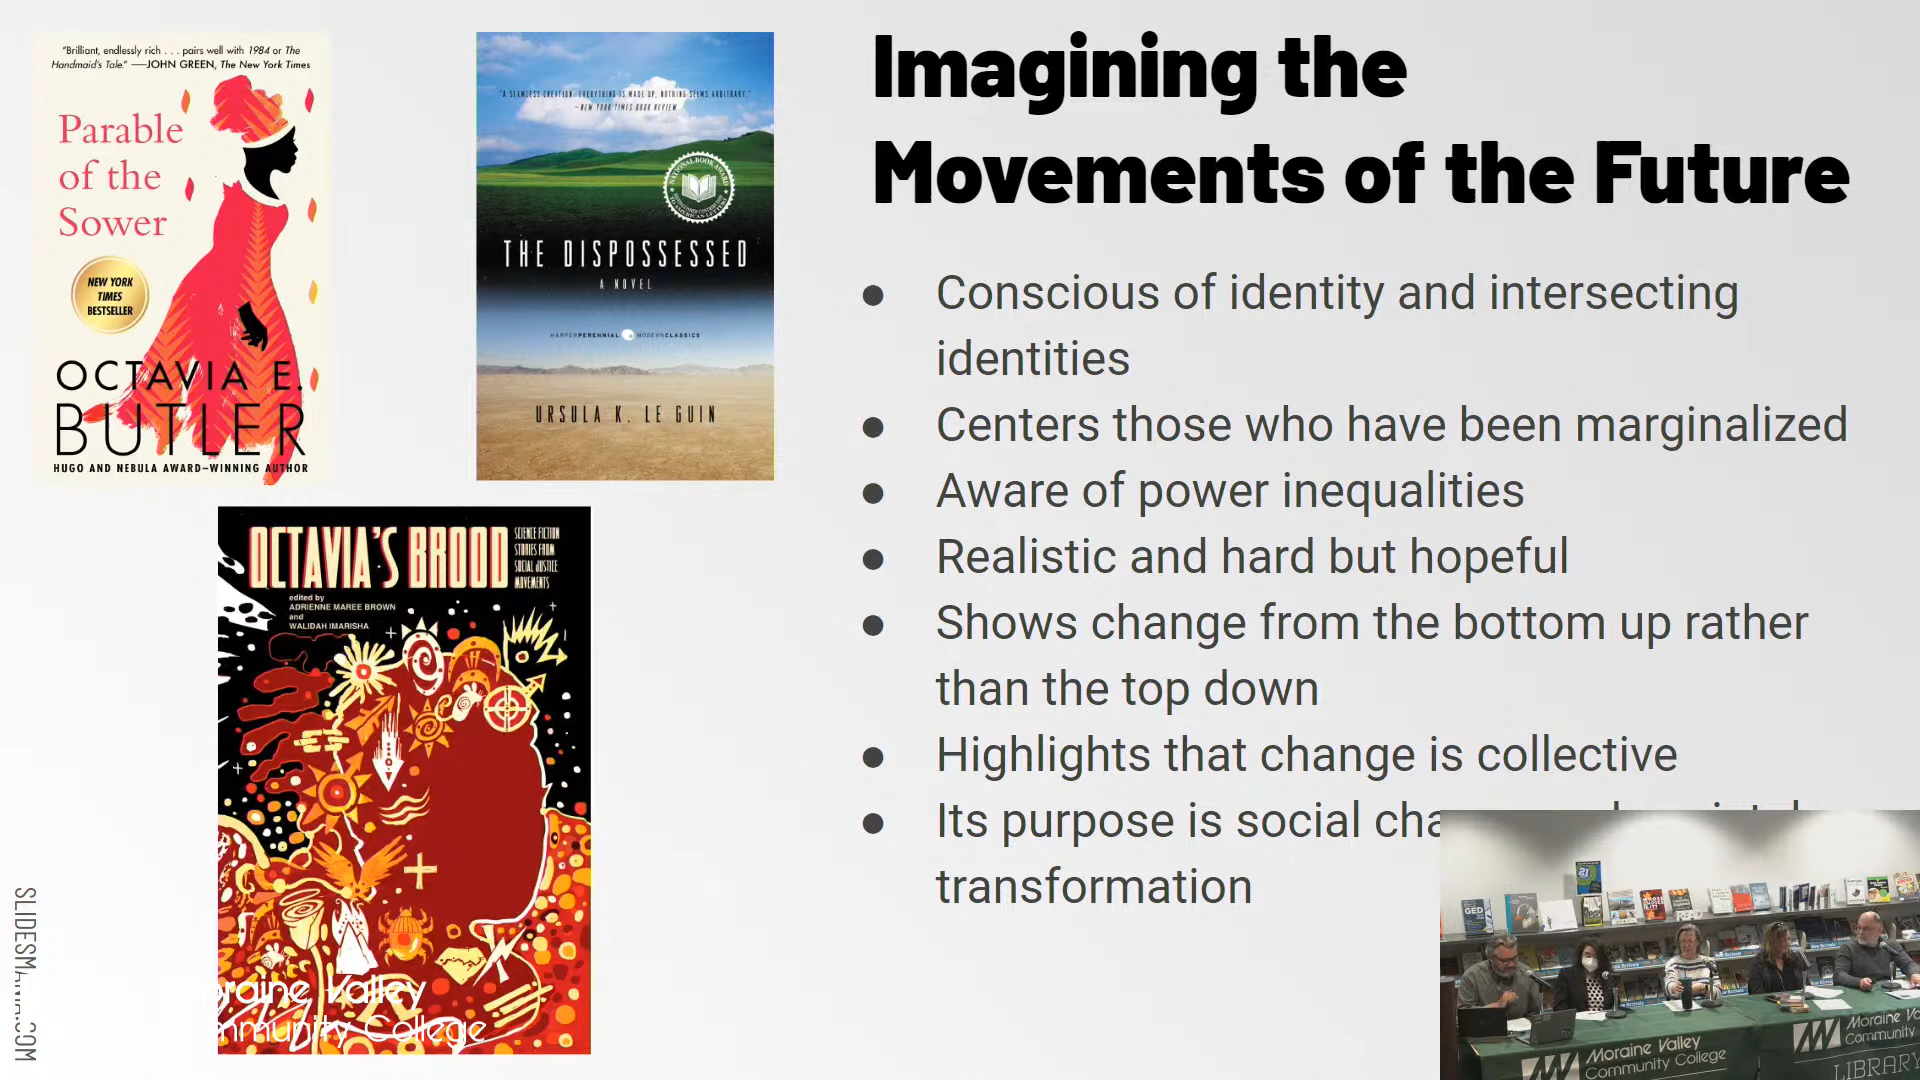 "Brilliant, endlessly rich . . . pairs well with 1984 or The
Handmaid's Tale." —JOHN GREEN, The New York Times
Parable
of the
Sower
NEW YORK
TIMES
BESTSELLER
OCTAVIA E.
BUTLER
HUGO AND NEBULA AWARD–WINNING AUTHOR
"A SEAMLESS CREATION. EVERYTHING IS MADE UP, NOTHING SEEMS ARBITRARY."
—NEW YORK TIMES BOOK REVIEW
NATIONAL BOOK AWARD
THE DISPOSSESSED
A NOVEL
HARPERPERENNIAL MODERNCLASSICS
URSULA K. LE GUIN
OCTAVIA'S BROOD
SCIENCE FICTION
STORIES FROM
SOCIAL JUSTICE
MOVEMENTS
edited by
ADRIENNE MAREE BROWN
and
WALIDAH IMARISHA
Imagining the
Movements of the Future
● Conscious of identity and intersecting
identities
● Centers those who have been marginalized
● Aware of power inequalities
● Realistic and hard but hopeful
● Shows change from the bottom up rather
than the top down
● Highlights that change is collective
● Its purpose is social
transformation
Valley
College
GED
Moraine Valley
Community College
Moraine
Community
LIBRARY